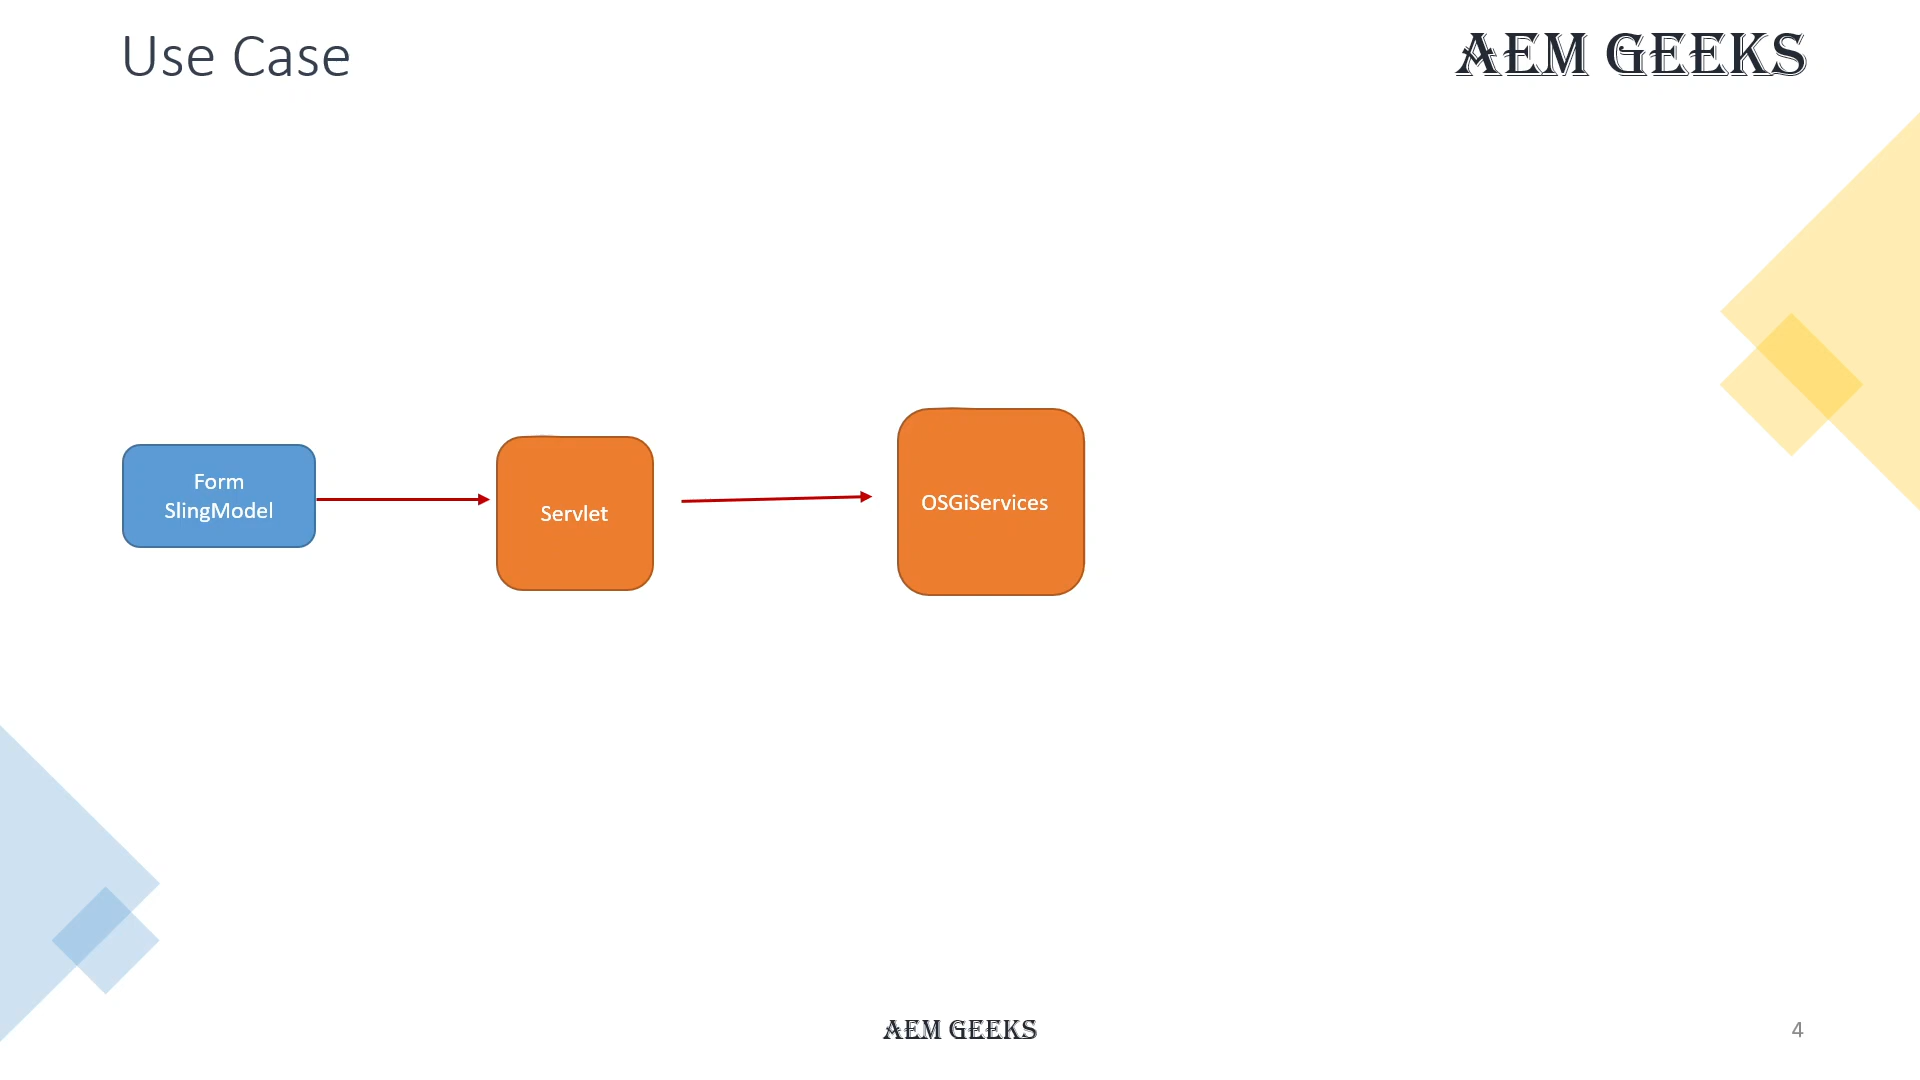 Use Case
AEM GEEKS
Form
SlingModel
Servlet
OSGiServices
AEM GEEKS
4